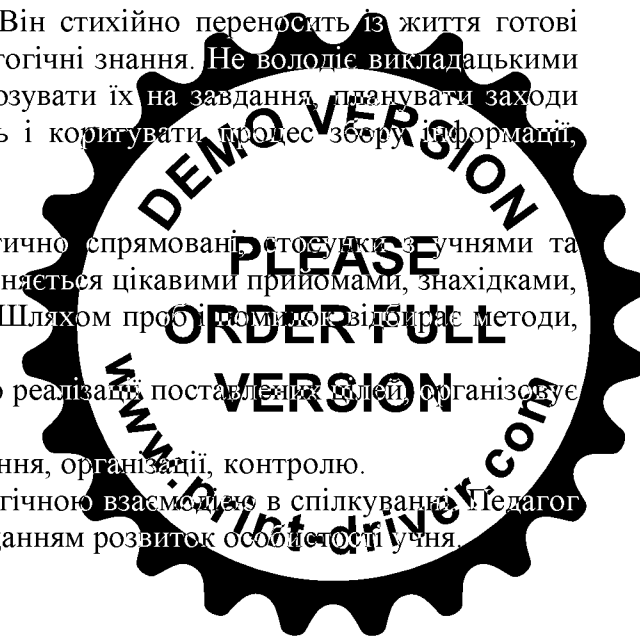 Він стихійно переносить із життя готові
огічні знання. Не володіє викладацькими
озувати їх на завдання, планувати заходи
ь і коригувати процес збору інформації,
DEMO VERSION
тично спрямовані, стосунки з учнями та
PLEASE
няється цікавими прийомами, знахідками,
Шляхом проб і помилок відбирає методи,
ORDER FULL
о реалізації поставлених цілей, організовує
VERSION
ння, організації, контролю.
гічною взаємодією в спілкуванні. Педагог
данням розвиток особистості учня.
www.print-driver.com